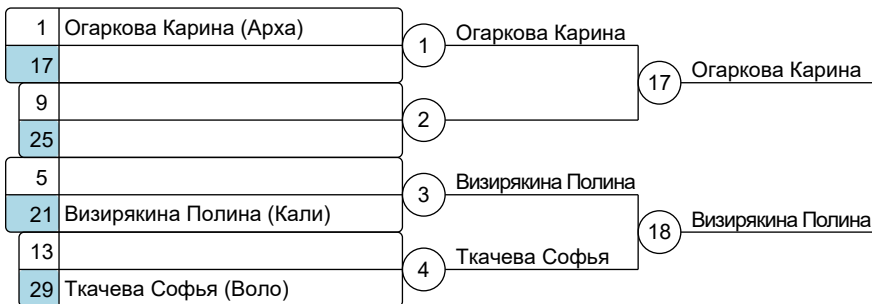 1 Огаркова Карина (Арха)
17
1
Огаркова Карина
17
Огаркова Карина
9
25
2
5
21 Визирякина Полина (Кали)
3
Визирякина Полина
18
Визирякина Полина
13
29 Ткачева Софья (Воло)
4
Ткачева Софья